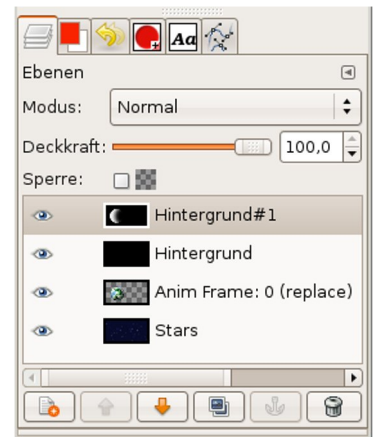 Aa
Ebenen
Modus: Normal
Deckkraft: 100,0
Sperre:
Hintergrund#1
Hintergrund
Anim Frame: 0 (replace)
Stars